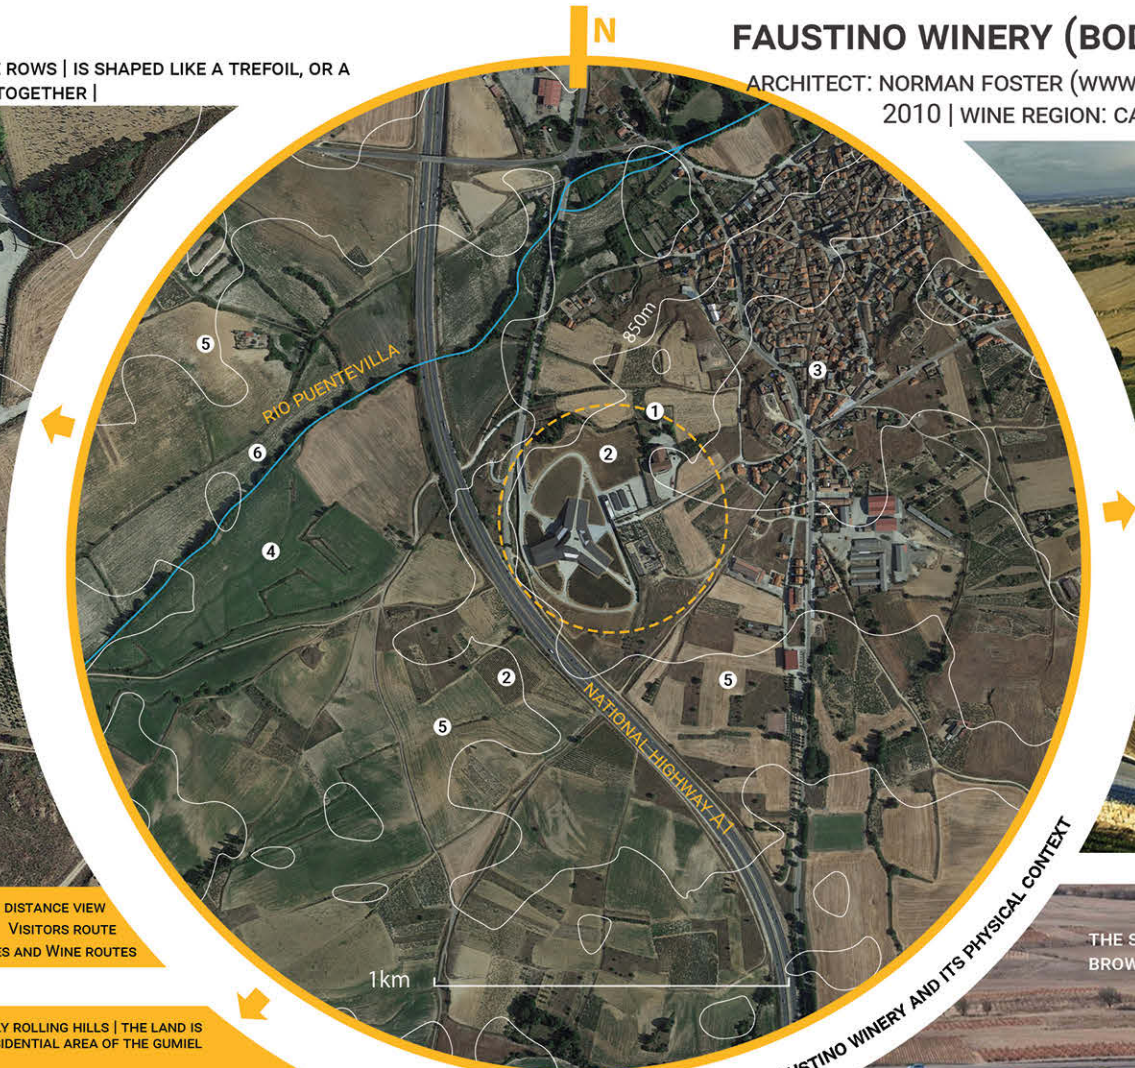 N
FAUSTINO WINERY (BOD
ROWS | IS SHAPED LIKE A TREFOIL, OR A
TOGETHER |
ARCHITECT: NORMAN FOSTER (WWW
2010 | WINE REGION: CA
850m
5
RIO PUENTEVILLA
3
1
6
2
4
2
5
5
NATIONAL HIGHWAY A1
DISTANCE VIEW
VISITORS ROUTE
ES AND WINE ROUTES
1km
THE S
BROW
Y ROLLING HILLS | THE LAND IS
SIDENTIAL AREA OF THE GUMIEL
USTINO WINERY AND ITS PHYSICAL CONTEXT